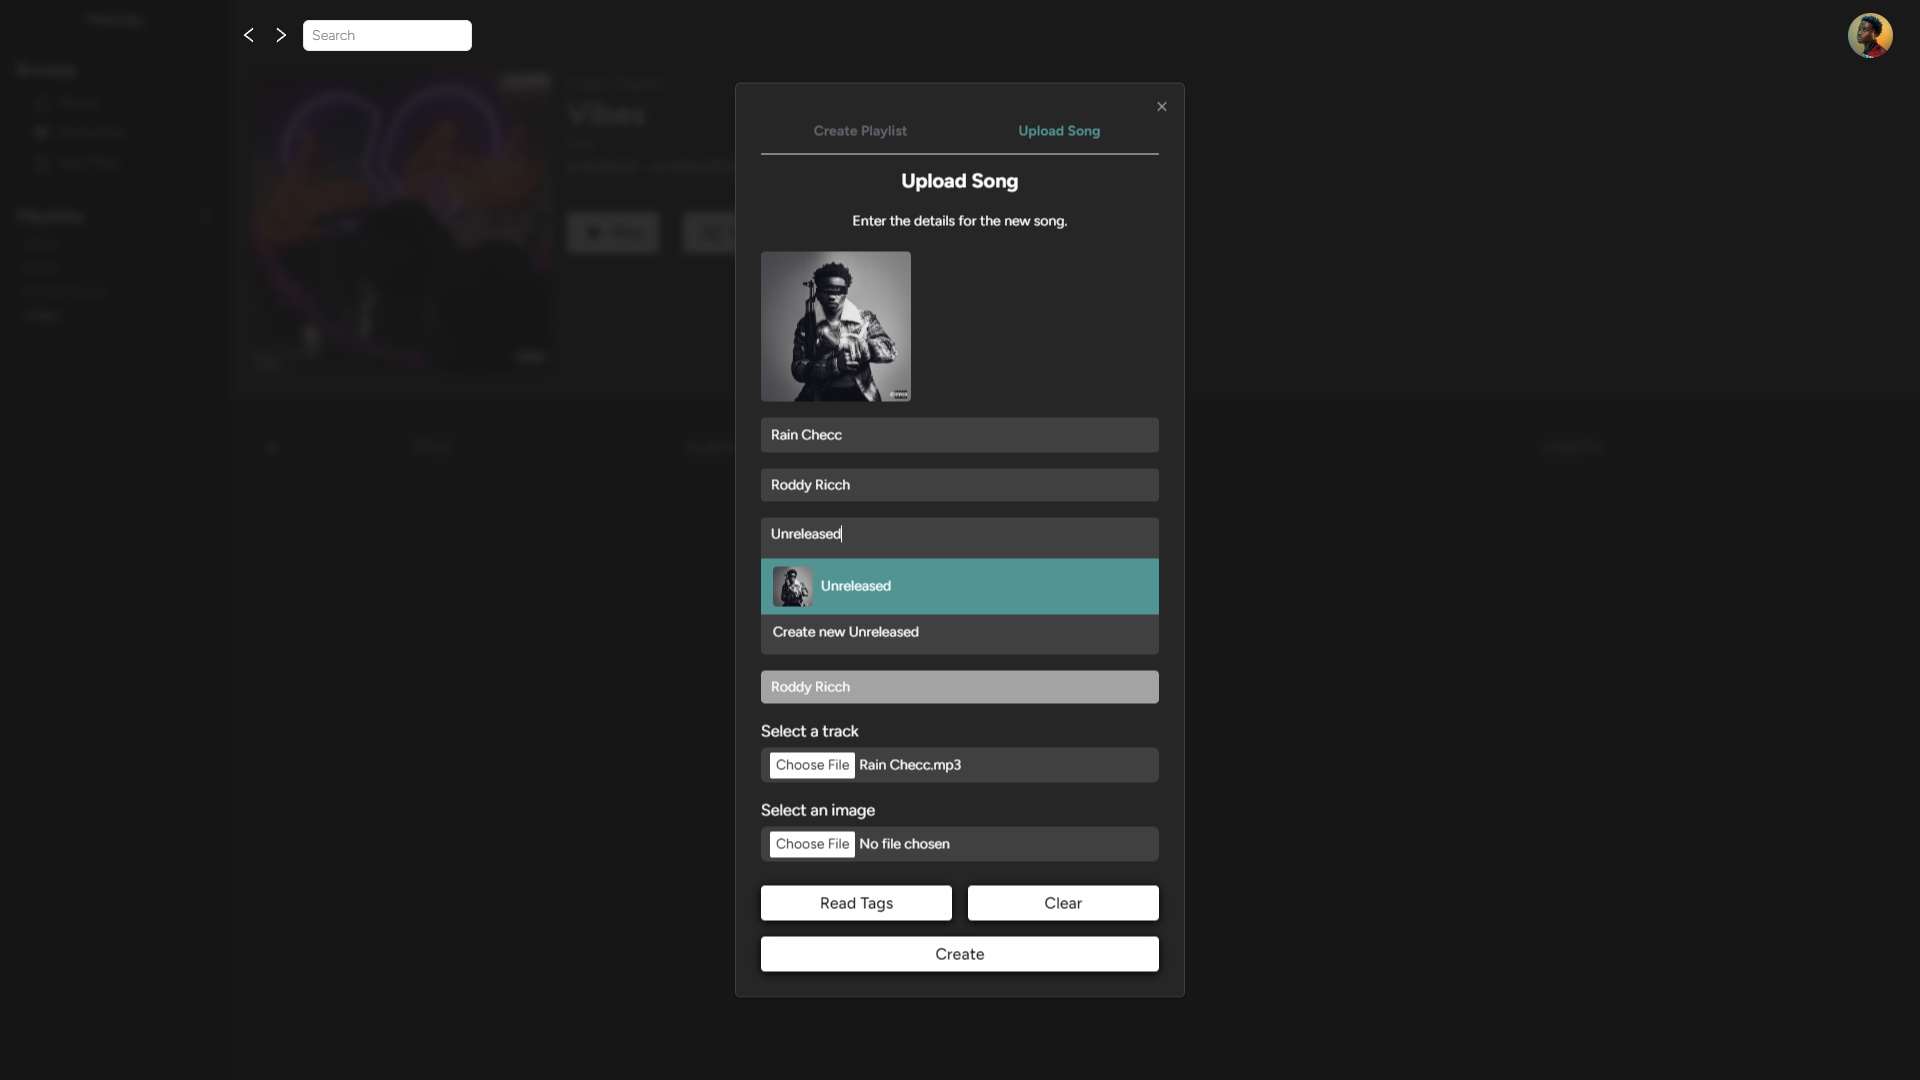 Search
Vibes
Play
Create Playlist
Upload Song
Upload Song
Enter the details for the new song.
Rain Checc
Roddy Ricch
Unreleased
Unreleased
Create new Unreleased
Roddy Ricch
Select a track
Choose File Rain Checc.mp3
Select an image
Choose File No file chosen
Read Tags
Clear
Create